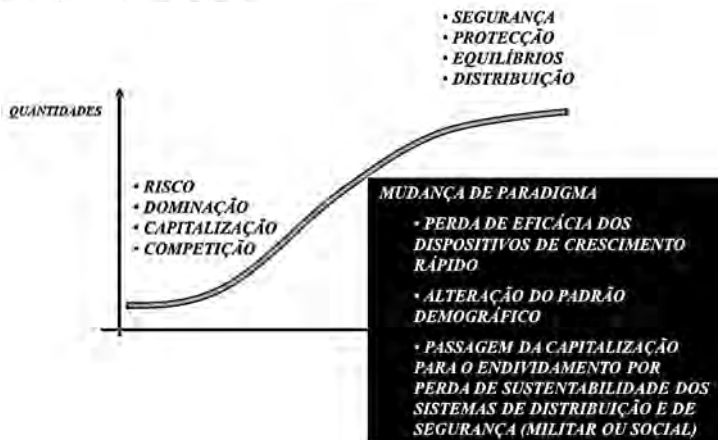 • SEGURANÇA
• PROTECÇÃO
• EQUILÍBRIOS
• DISTRIBUIÇÃO
QUANTIDADES
• RISCO
• DOMINAÇÃO
• CAPITALIZAÇÃO
• COMPETIÇÃO
MUDANÇA DE PARADIGMA
• PERDA DE EFICÁCIA DOS
DISPOSITIVOS DE CRESCIMENTO
RÁPIDO
• ALTERAÇÃO DO PADRÃO
DEMOGRÁFICO
• PASSAGEM DA CAPITALIZAÇÃO
PARA O ENDIVIDAMENTO POR
PERDA DE SUSTENTABILIDADE DOS
SISTEMAS DE DISTRIBUIÇÃO E DE
SEGURANÇA (MILITAR OU SOCIAL)